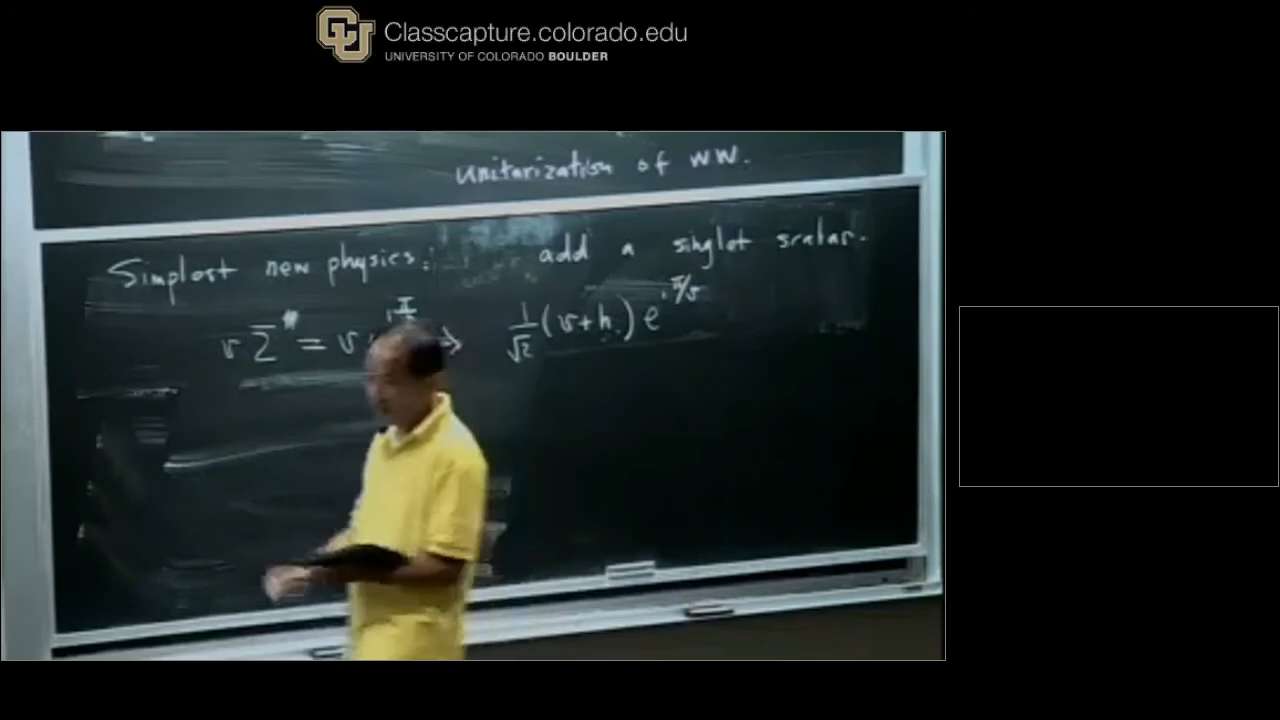 Classcapture.colorado.edu
UNIVERSITY OF COLORADO BOULDER
unitarization of WW.
Simplest new physics: add a singlet scalar.
v Σ = v ⇒ 1/√2 (v+h) e^{iπ/v}